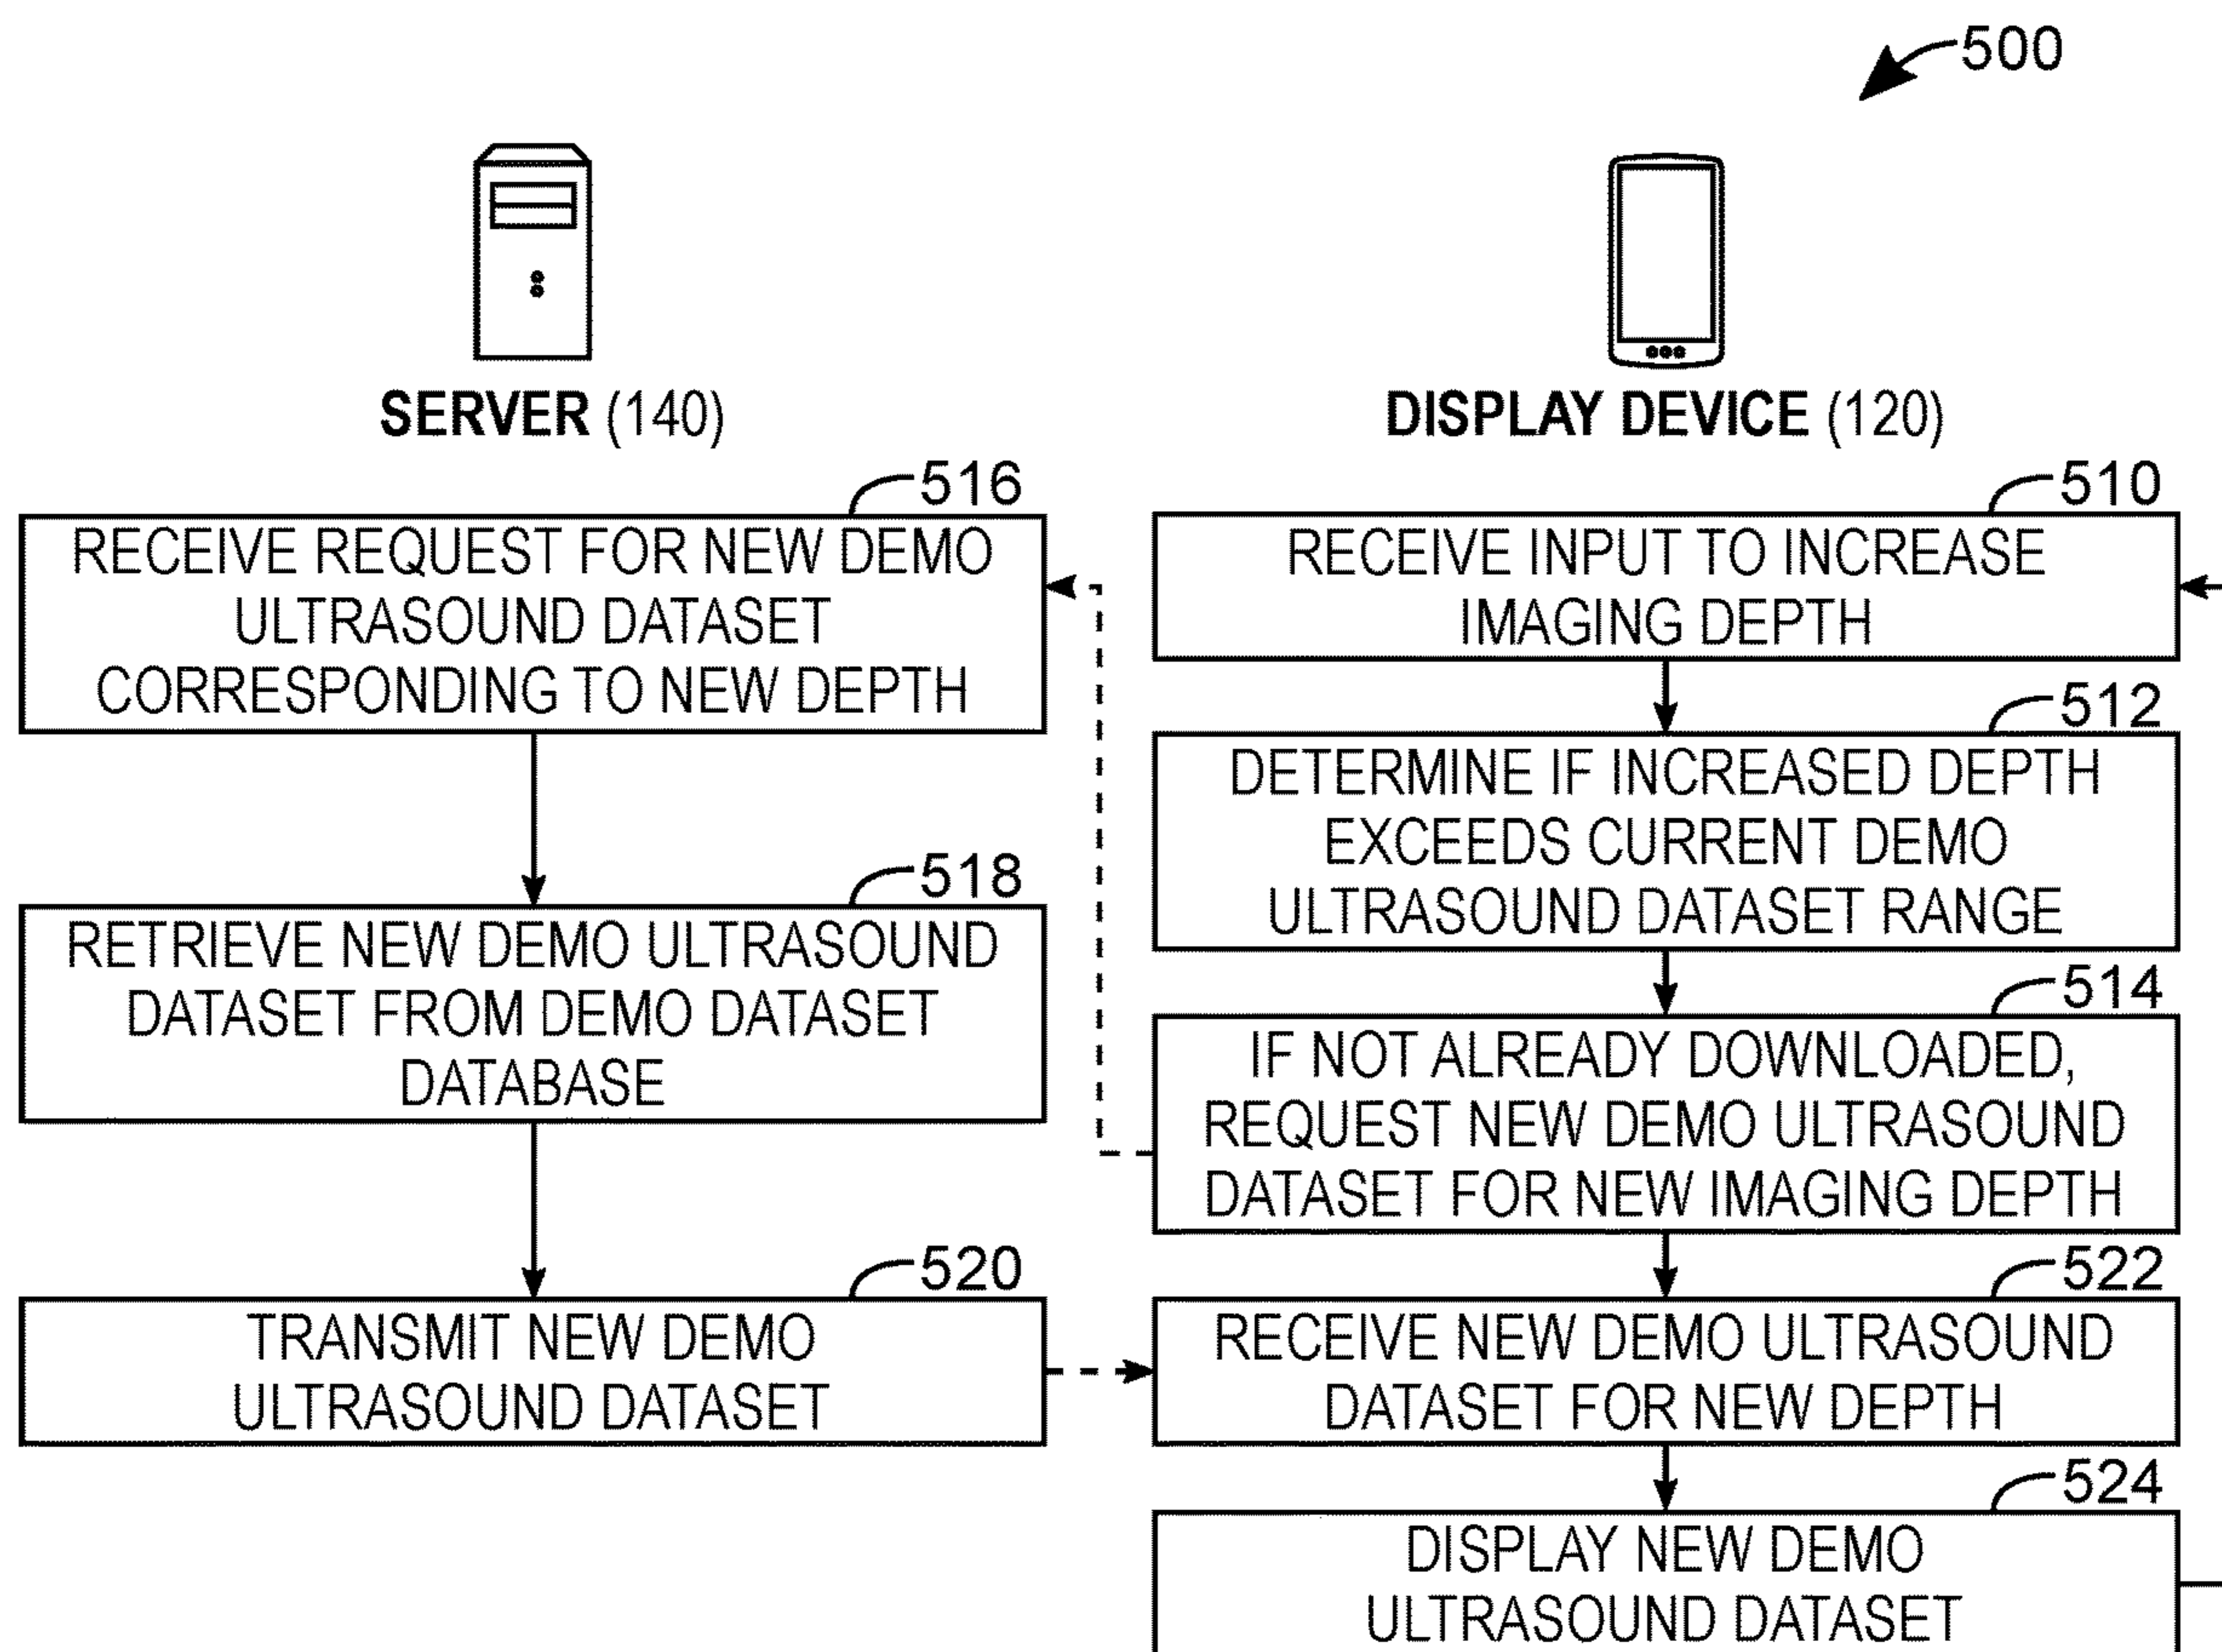 500
SERVER (140)
DISPLAY DEVICE (120)
516
RECEIVE REQUEST FOR NEW DEMO
ULTRASOUND DATASET
CORRESPONDING TO NEW DEPTH
518
RETRIEVE NEW DEMO ULTRASOUND
DATASET FROM DEMO DATASET
DATABASE
520
TRANSMIT NEW DEMO
ULTRASOUND DATASET
510
RECEIVE INPUT TO INCREASE
IMAGING DEPTH
512
DETERMINE IF INCREASED DEPTH
EXCEEDS CURRENT DEMO
ULTRASOUND DATASET RANGE
514
IF NOT ALREADY DOWNLOADED,
REQUEST NEW DEMO ULTRASOUND
DATASET FOR NEW IMAGING DEPTH
522
RECEIVE NEW DEMO ULTRASOUND
DATASET FOR NEW DEPTH
524
DISPLAY NEW DEMO
ULTRASOUND DATASET